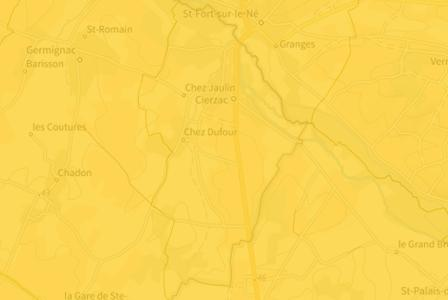 St-Fort-sur-le-Né
St-Romain
Granges
Germignac
Barisson
Chez Jaulin
Cierzac
les Coutures
Chez Dufour
Chadon
le Grand Br
la Gare de Ste-
St-Palais-d